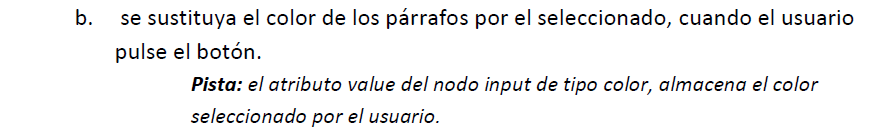 b. se sustituya el color de los párrafos por el seleccionado, cuando el usuario
pulse el botón.
Pista: el atributo value del nodo input de tipo color, almacena el color
seleccionado por el usuario.